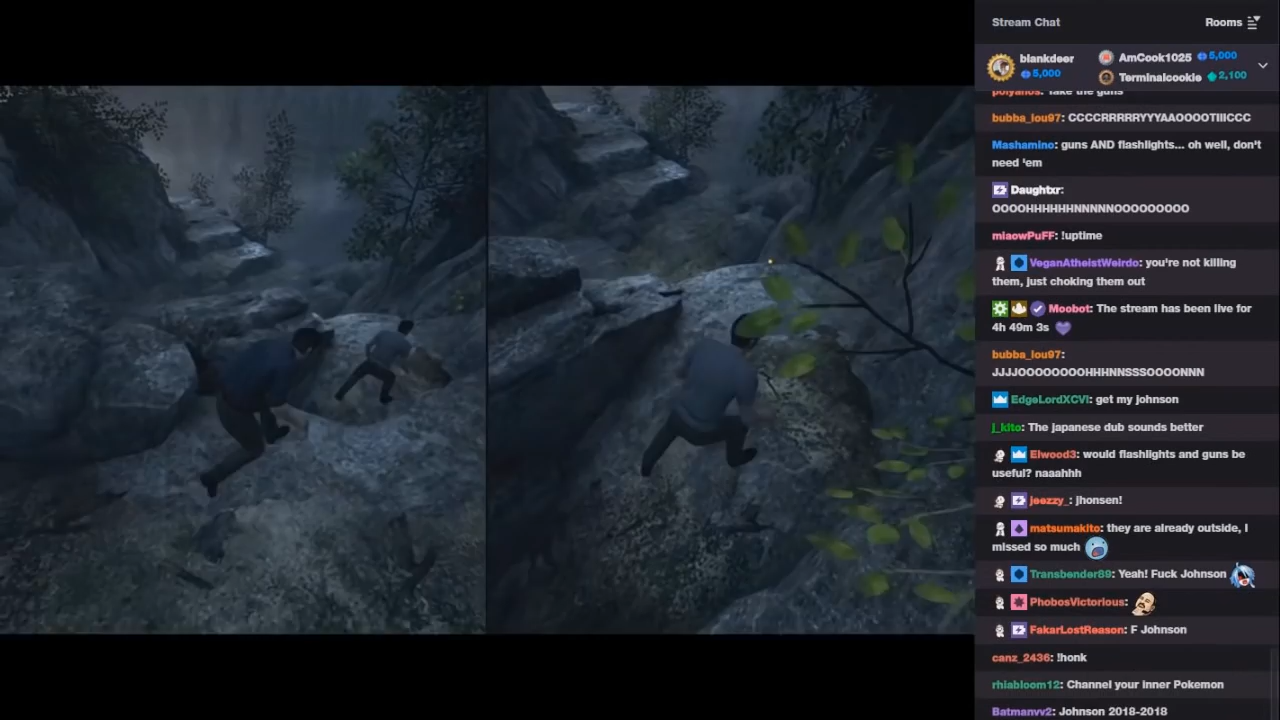 Stream Chat
Rooms
blankdeer
5,000
AmCook1025 5,000
Terminalcookie 2,100
polyanos: Take the guns
bubba_lou97: CCCCRRRRRYYYAAOOOOTIIICCC
Mashamino: guns AND flashlights... oh well, don't
need 'em
Daughtxr:
OOOOHHHHHHNNNNNOOOOOOOOO
miaowPuFF: !uptime
VeganAtheistWeirdo: you're not killing
them, just choking them out
Moobot: The stream has been live for
4h 49m 3s
bubba_lou97:
JJJJOOOOOOOOHHHNNSSSOOOONNN
EdgeLordXCVI: get my johnson
j_kito: The japanese dub sounds better
Elwood3: would flashlights and guns be
useful? naaahhh
jeezzy_: jhonsen!
matsumakito: they are already outside, I
missed so much
Transbender89: Yeah! Fuck Johnson
PhobosVictorious:
FakarLostReason: F Johnson
canz_2436: !honk
rhiabloom12: Channel your inner Pokemon
Batmanvv2: Johnson 2018-2018